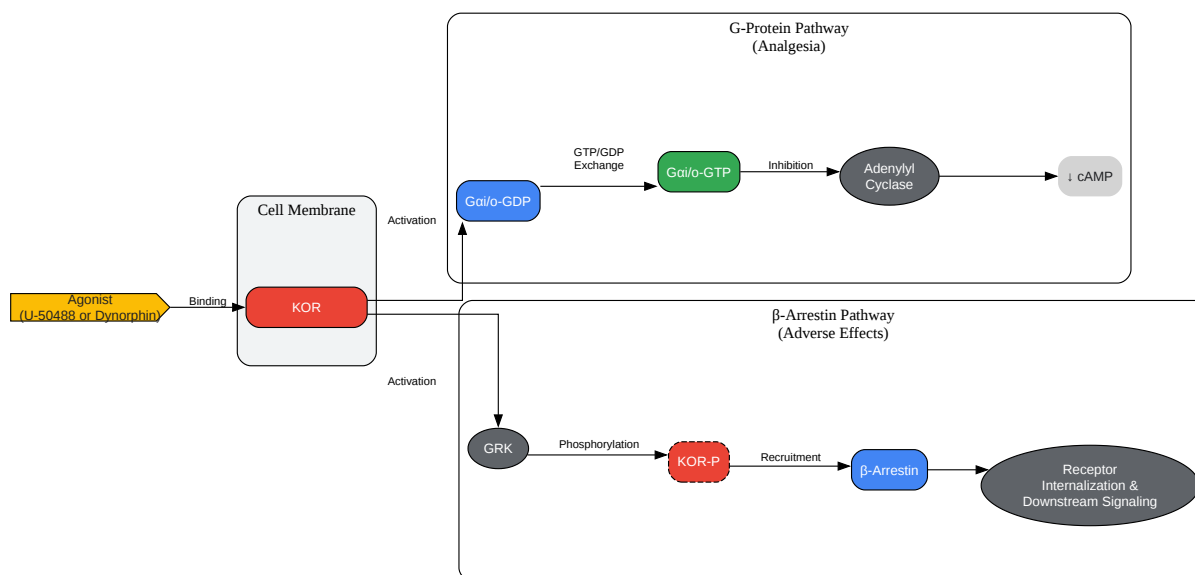 G-Protein Pathway
(Analgesia)
GTP/GDP
Exchange
Gαi/o-GDP
Gαi/o-GTP
Inhibition
Adenylyl
Cyclase
↓ cAMP
Cell Membrane
Activation
Agonist
(U-50488 or Dynorphin)
Binding
KOR
Activation
β-Arrestin Pathway
(Adverse Effects)
GRK
Phosphorylation
KOR-P
Recruitment
β-Arrestin
Receptor
Internalization &
Downstream Signaling